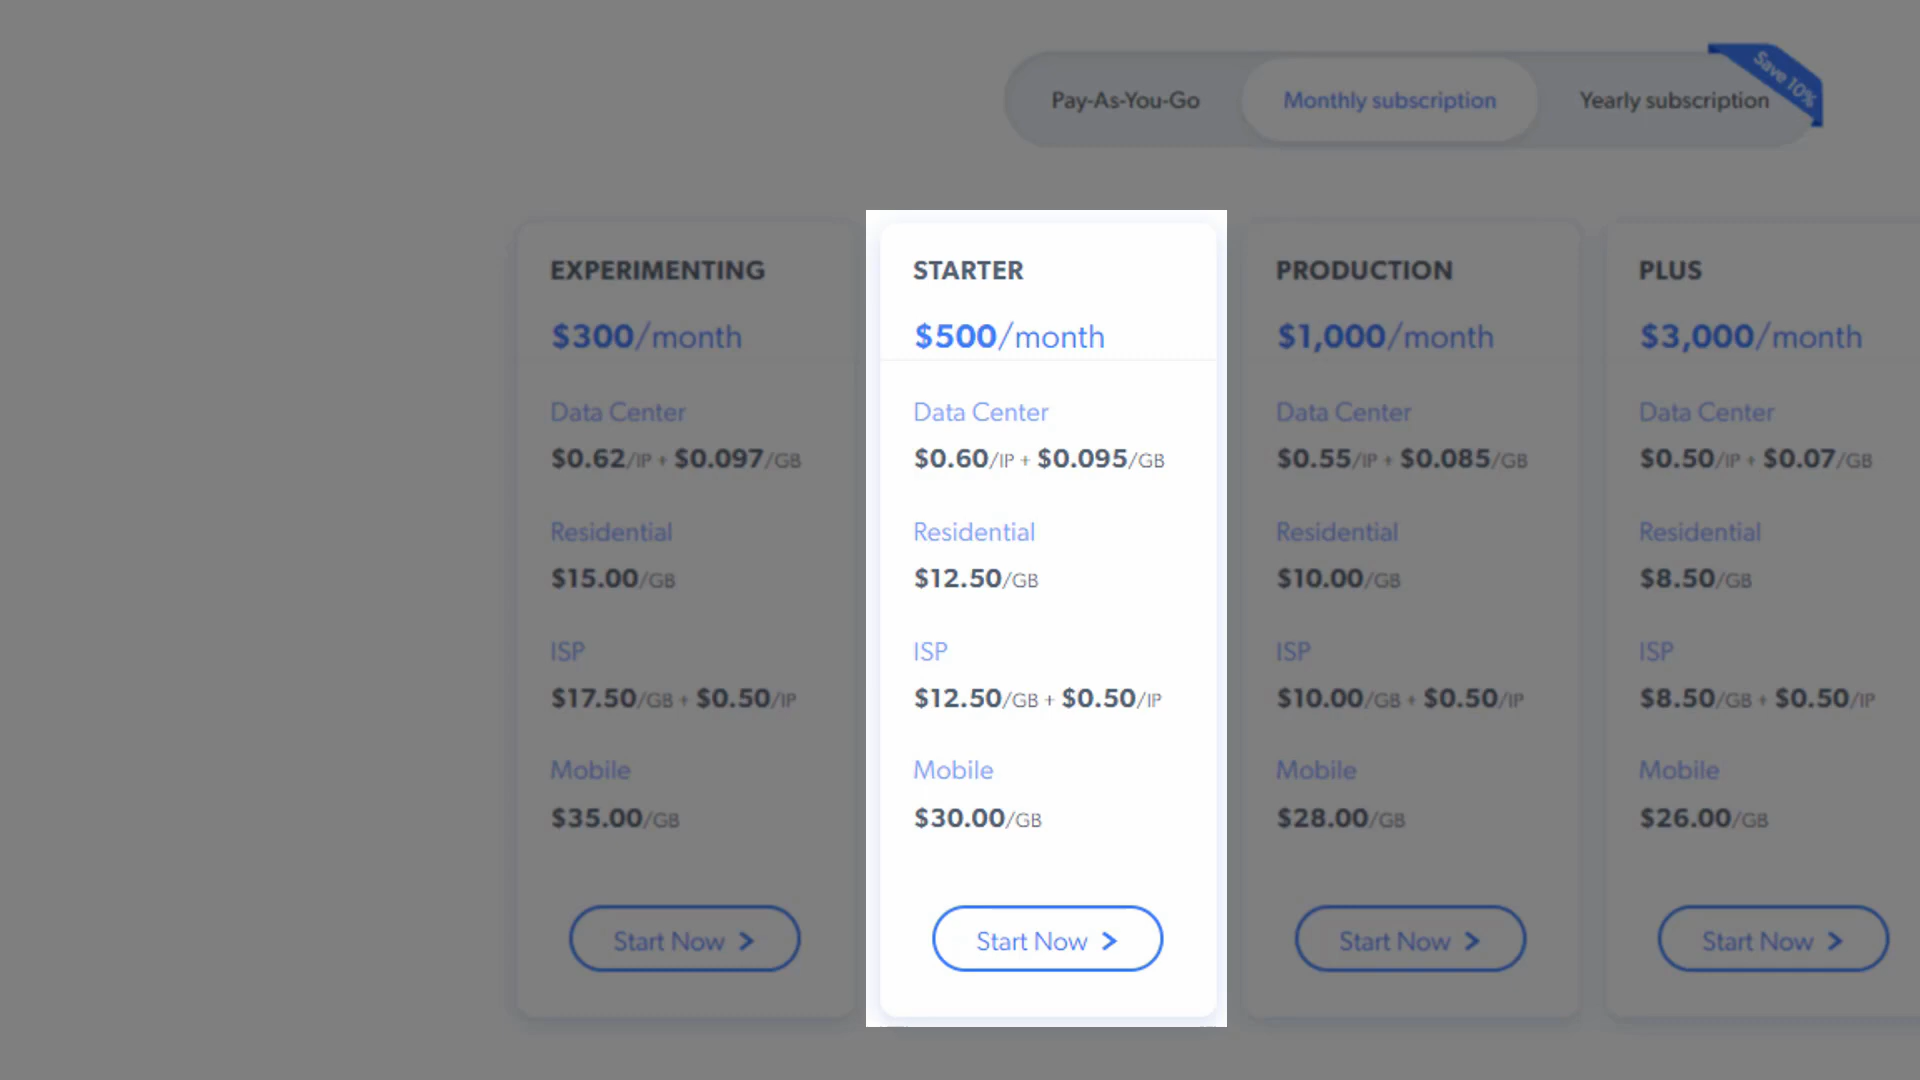 Pay-As-You-Go
Monthly subscription
Yearly subscription
Save 10%
EXPERIMENTING
$300/month
Data Center
$0.62/IP + $0.097/GB
Residential
$15.00/GB
ISP
$17.50/GB + $0.50/IP
Mobile
$35.00/GB
Start Now >
STARTER
$500/month
Data Center
$0.60/IP + $0.095/GB
Residential
$12.50/GB
ISP
$12.50/GB + $0.50/IP
Mobile
$30.00/GB
Start Now >
PRODUCTION
$1,000/month
Data Center
$0.55/IP + $0.085/GB
Residential
$10.00/GB
ISP
$10.00/GB + $0.50/IP
Mobile
$28.00/GB
Start Now >
PLUS
$3,000/month
Data Center
$0.50/IP + $0.07/GB
Residential
$8.50/GB
ISP
$8.50/GB + $0.50/IP
Mobile
$26.00/GB
Start Now >